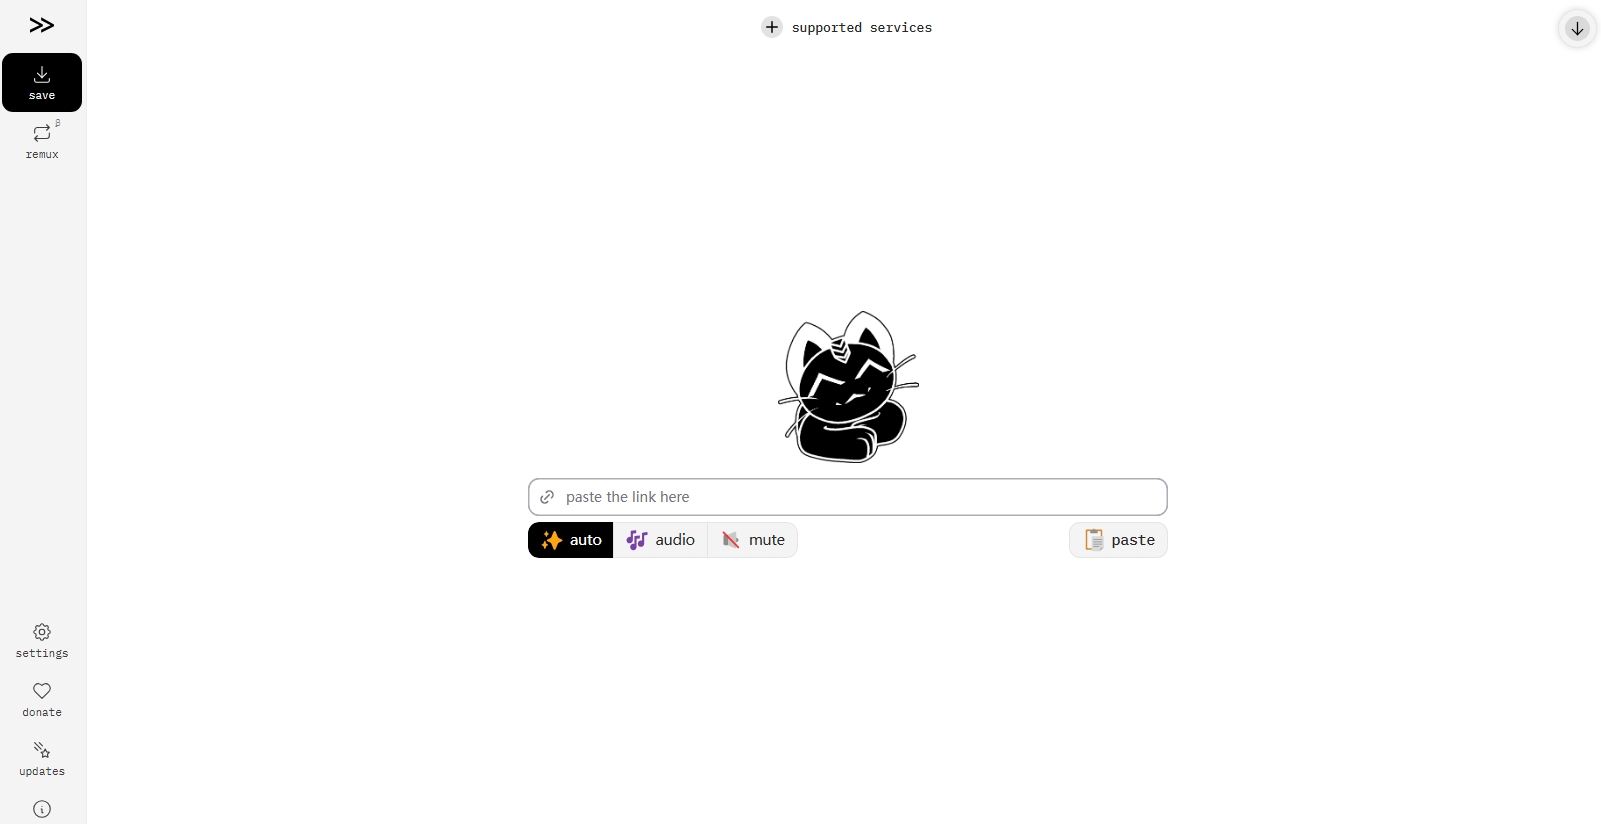 supported services
save
β
remux
paste the link here
auto
audio
mute
paste
settings
donate
updates